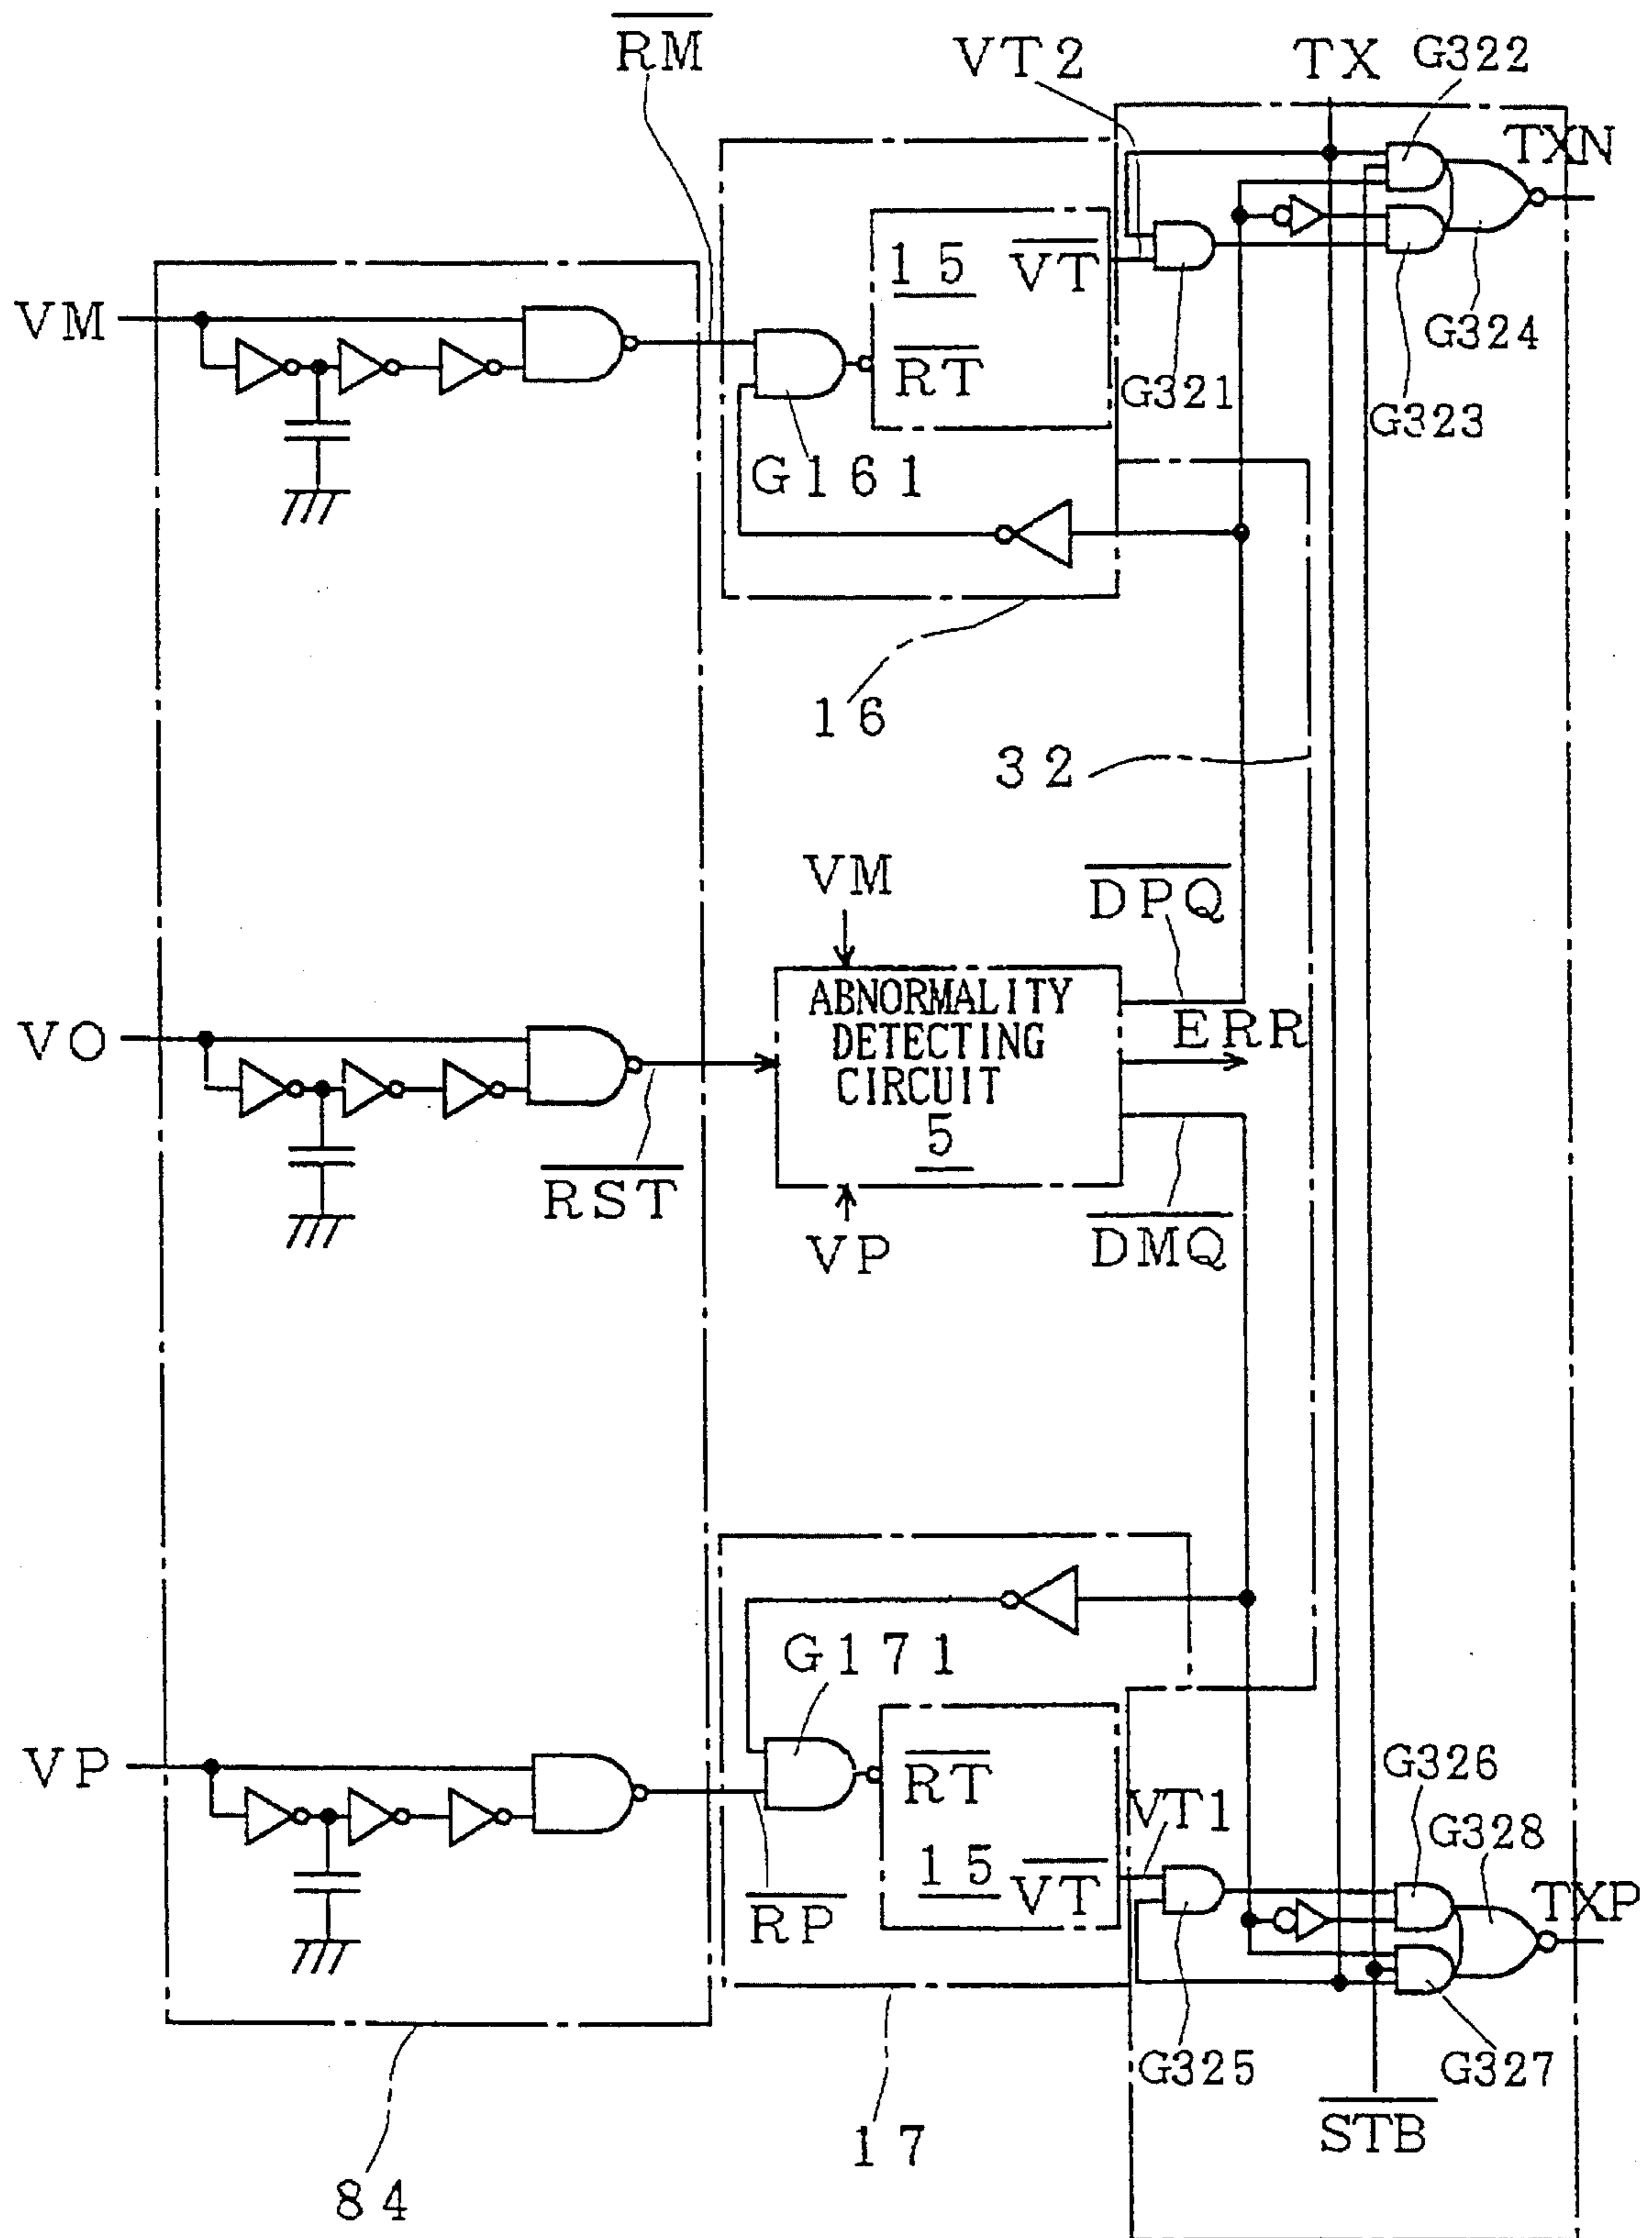 RM
VT2
TX
G322
TXN
15
VT
VM
RT
G321
G324
G323
G161
16
32
VM
DPQ
ABNORMALITY
DETECTING
CIRCUIT
5
ERR
VO
RST
VP
DMQ
G171
VP
RT
VT1
G326
G328
15
VT
RP
TXP
G325
G327
17
STB
84